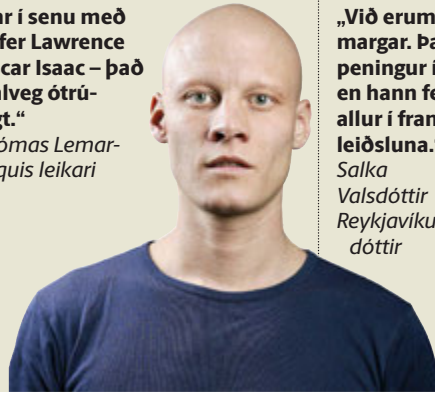 ar í senu með
fer Lawrence
car Isaac – það
alveg ótrú-
gt.“
ómas Lemar-
quis leikari
„Við erum
margar. Þa
peningur í
en hann fe
allur í fram
leiðsluna.“
Salka
Valsdóttir
Reykjavíku
dóttir